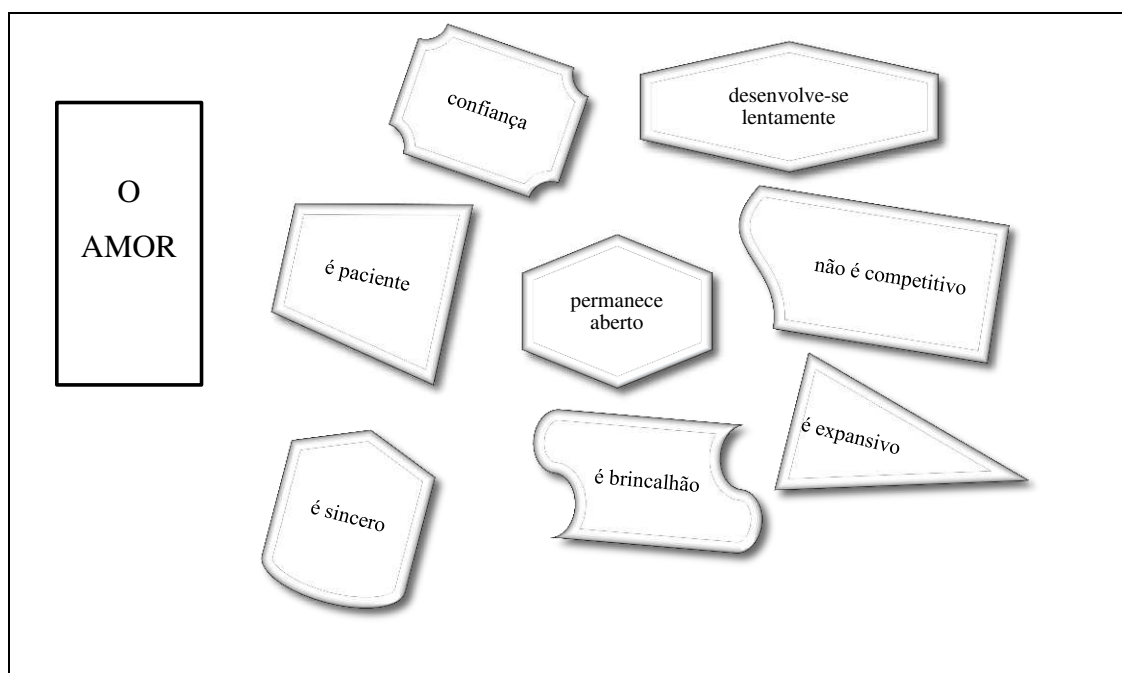 O
AMOR
confiança
desenvolve-se
lentamente
é paciente
permanece
aberto
não é competitivo
é expansivo
é sincero
é brincalhão